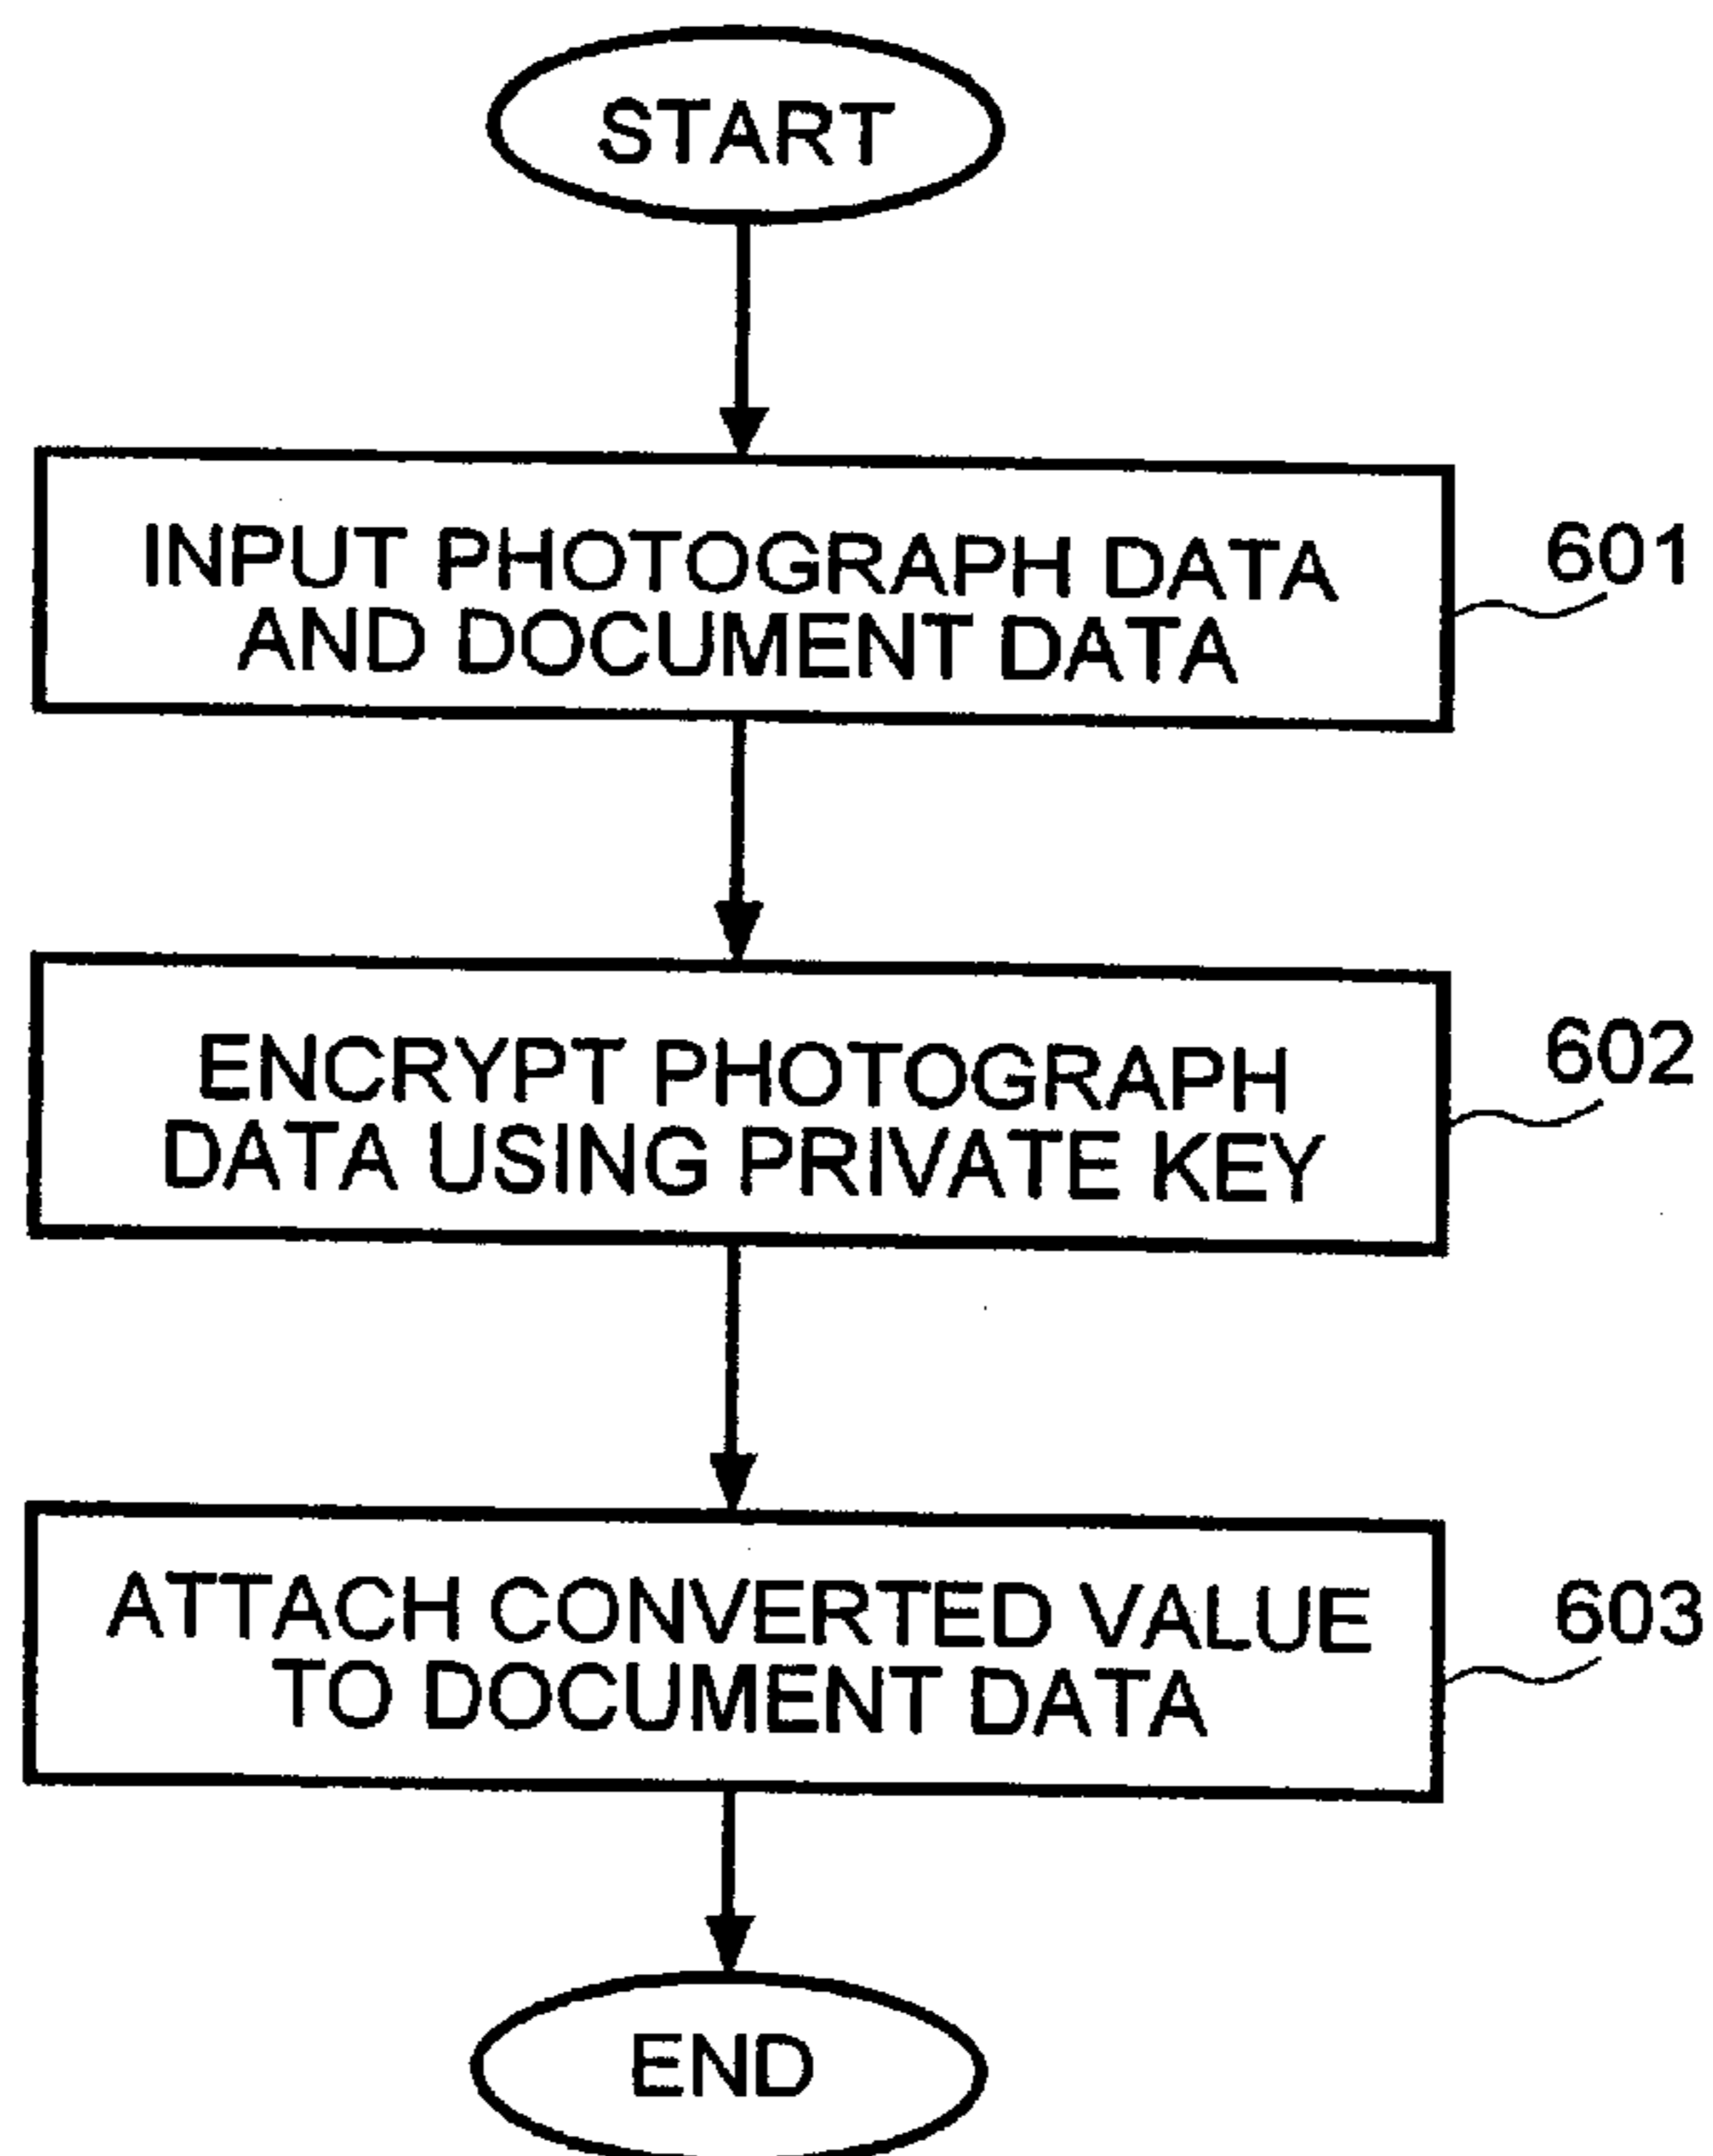 START
INPUT PHOTOGRAPH DATA
AND DOCUMENT DATA
601
ENCRYPT PHOTOGRAPH
DATA USING PRIVATE KEY
602
ATTACH CONVERTED VALUE
TO DOCUMENT DATA
603
END